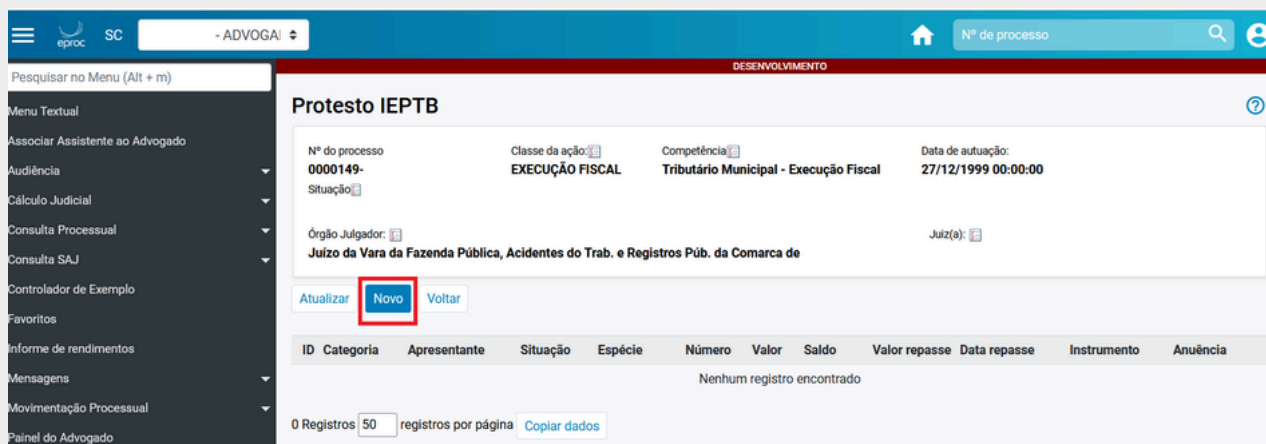 eproc SC - ADVOGAI Nº de processo
Pesquisar no Menu (Alt + m)
Menu Textual
Associar Assistente ao Advogado
Audiência
Cálculo Judicial
Consulta Processual
Consulta SAJ
Controlador de Exemplo
Favoritos
Informe de rendimentos
Mensagens
Movimentação Processual
Painel do Advogado
DESENVOLVIMENTO
Protesto IEPTB
Nº do processo Classe da ação: Competência Data de autuação:
0000149- EXECUÇÃO FISCAL Tributário Municipal - Execução Fiscal 27/12/1999 00:00:00
Situação
Órgão Julgador: Juiz(a):
Juízo da Vara da Fazenda Pública, Acidentes do Trab. e Registros Púb. da Comarca de
Atualizar Novo Voltar
ID Categoria Apresentante Situação Espécie Número Valor Saldo Valor repasse Data repasse Instrumento Anuência
Nenhum registro encontrado
0 Registros 50 registros por página Copiar dados